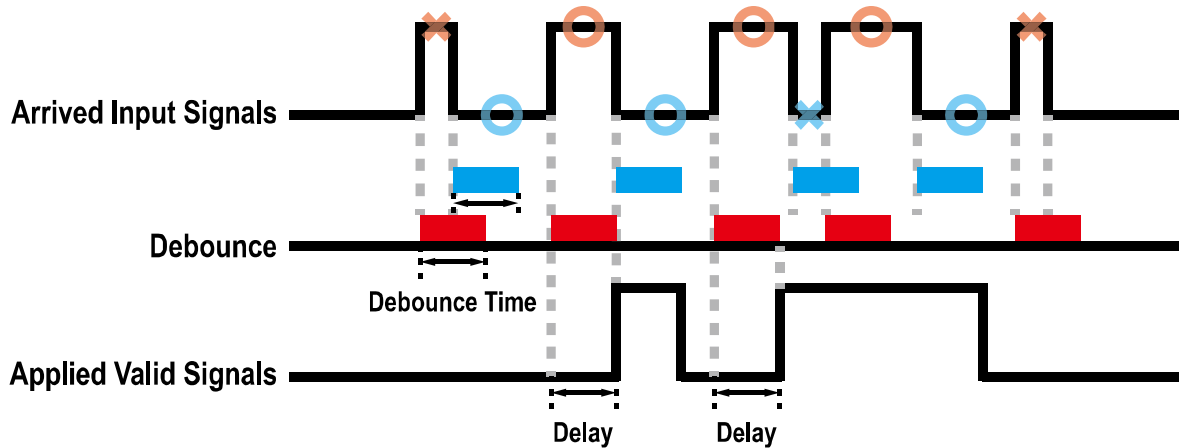 Arrived Input Signals
Debounce
Debounce Time
Applied Valid Signals
Delay
Delay